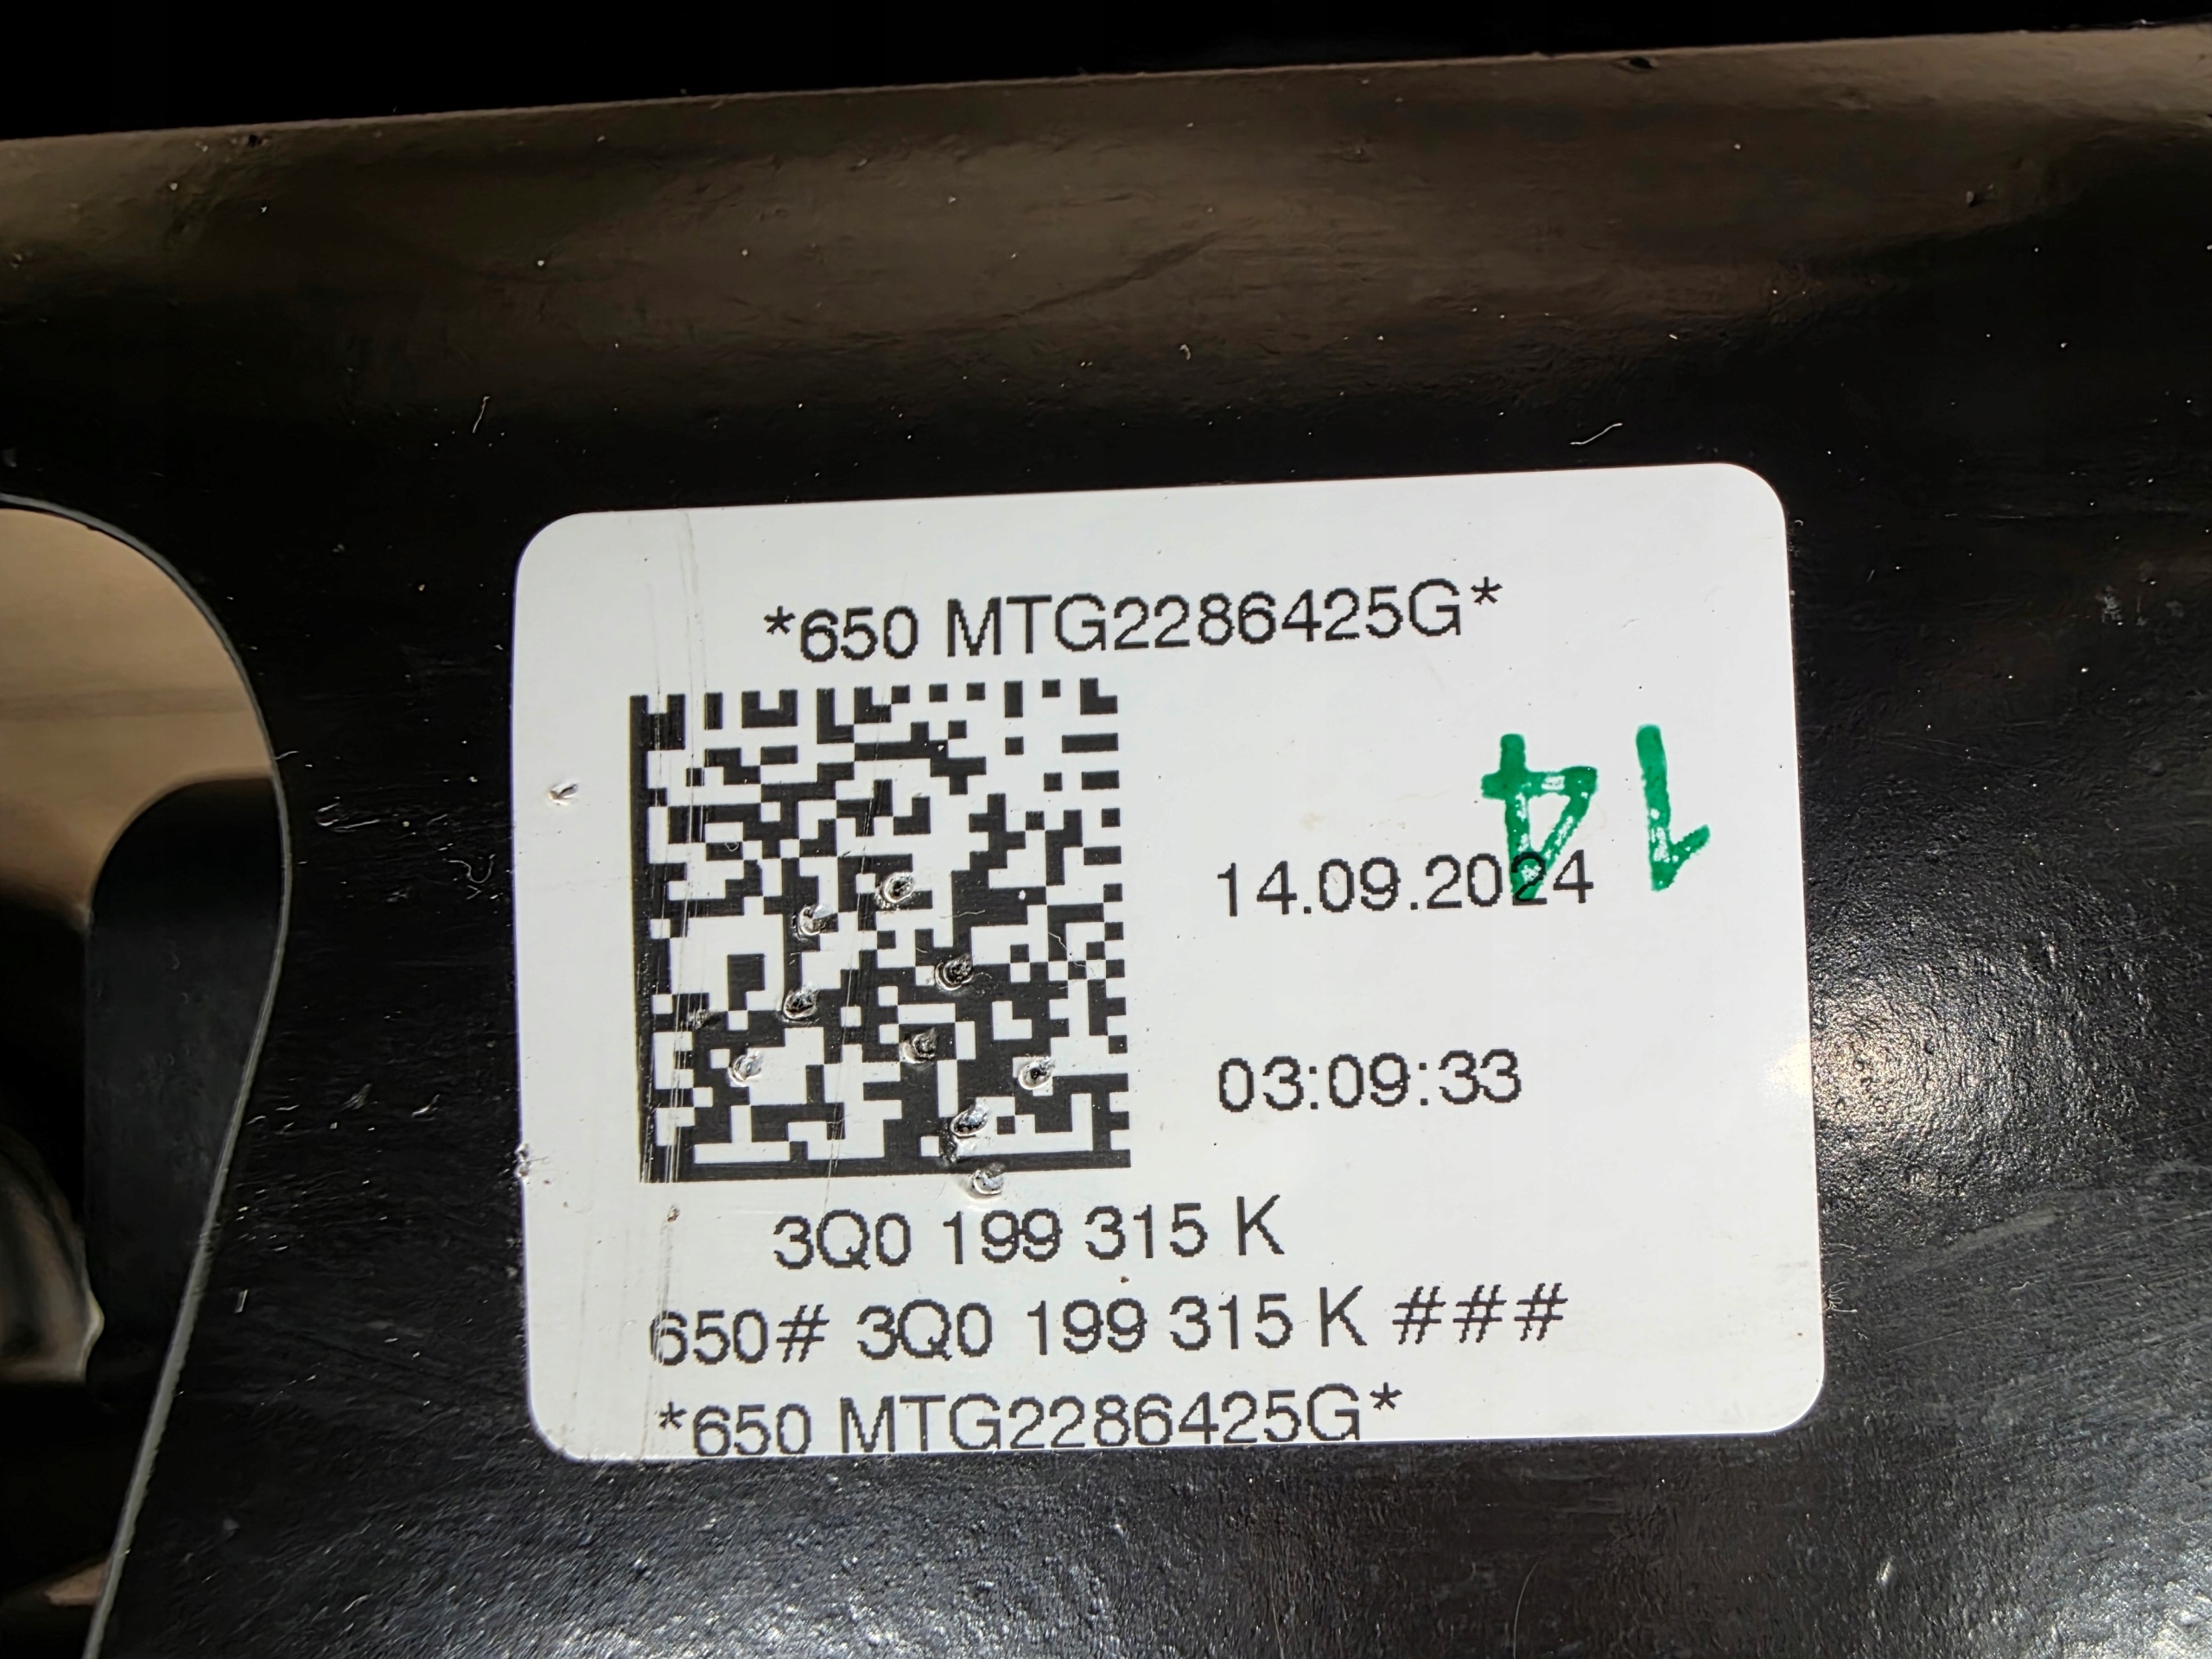 *650 MTG2286425G*
14
14.09.2024
03:09:33
3Q0 199 315 K
650# 3Q0 199 315 K ###
*650 MTG2286425G*